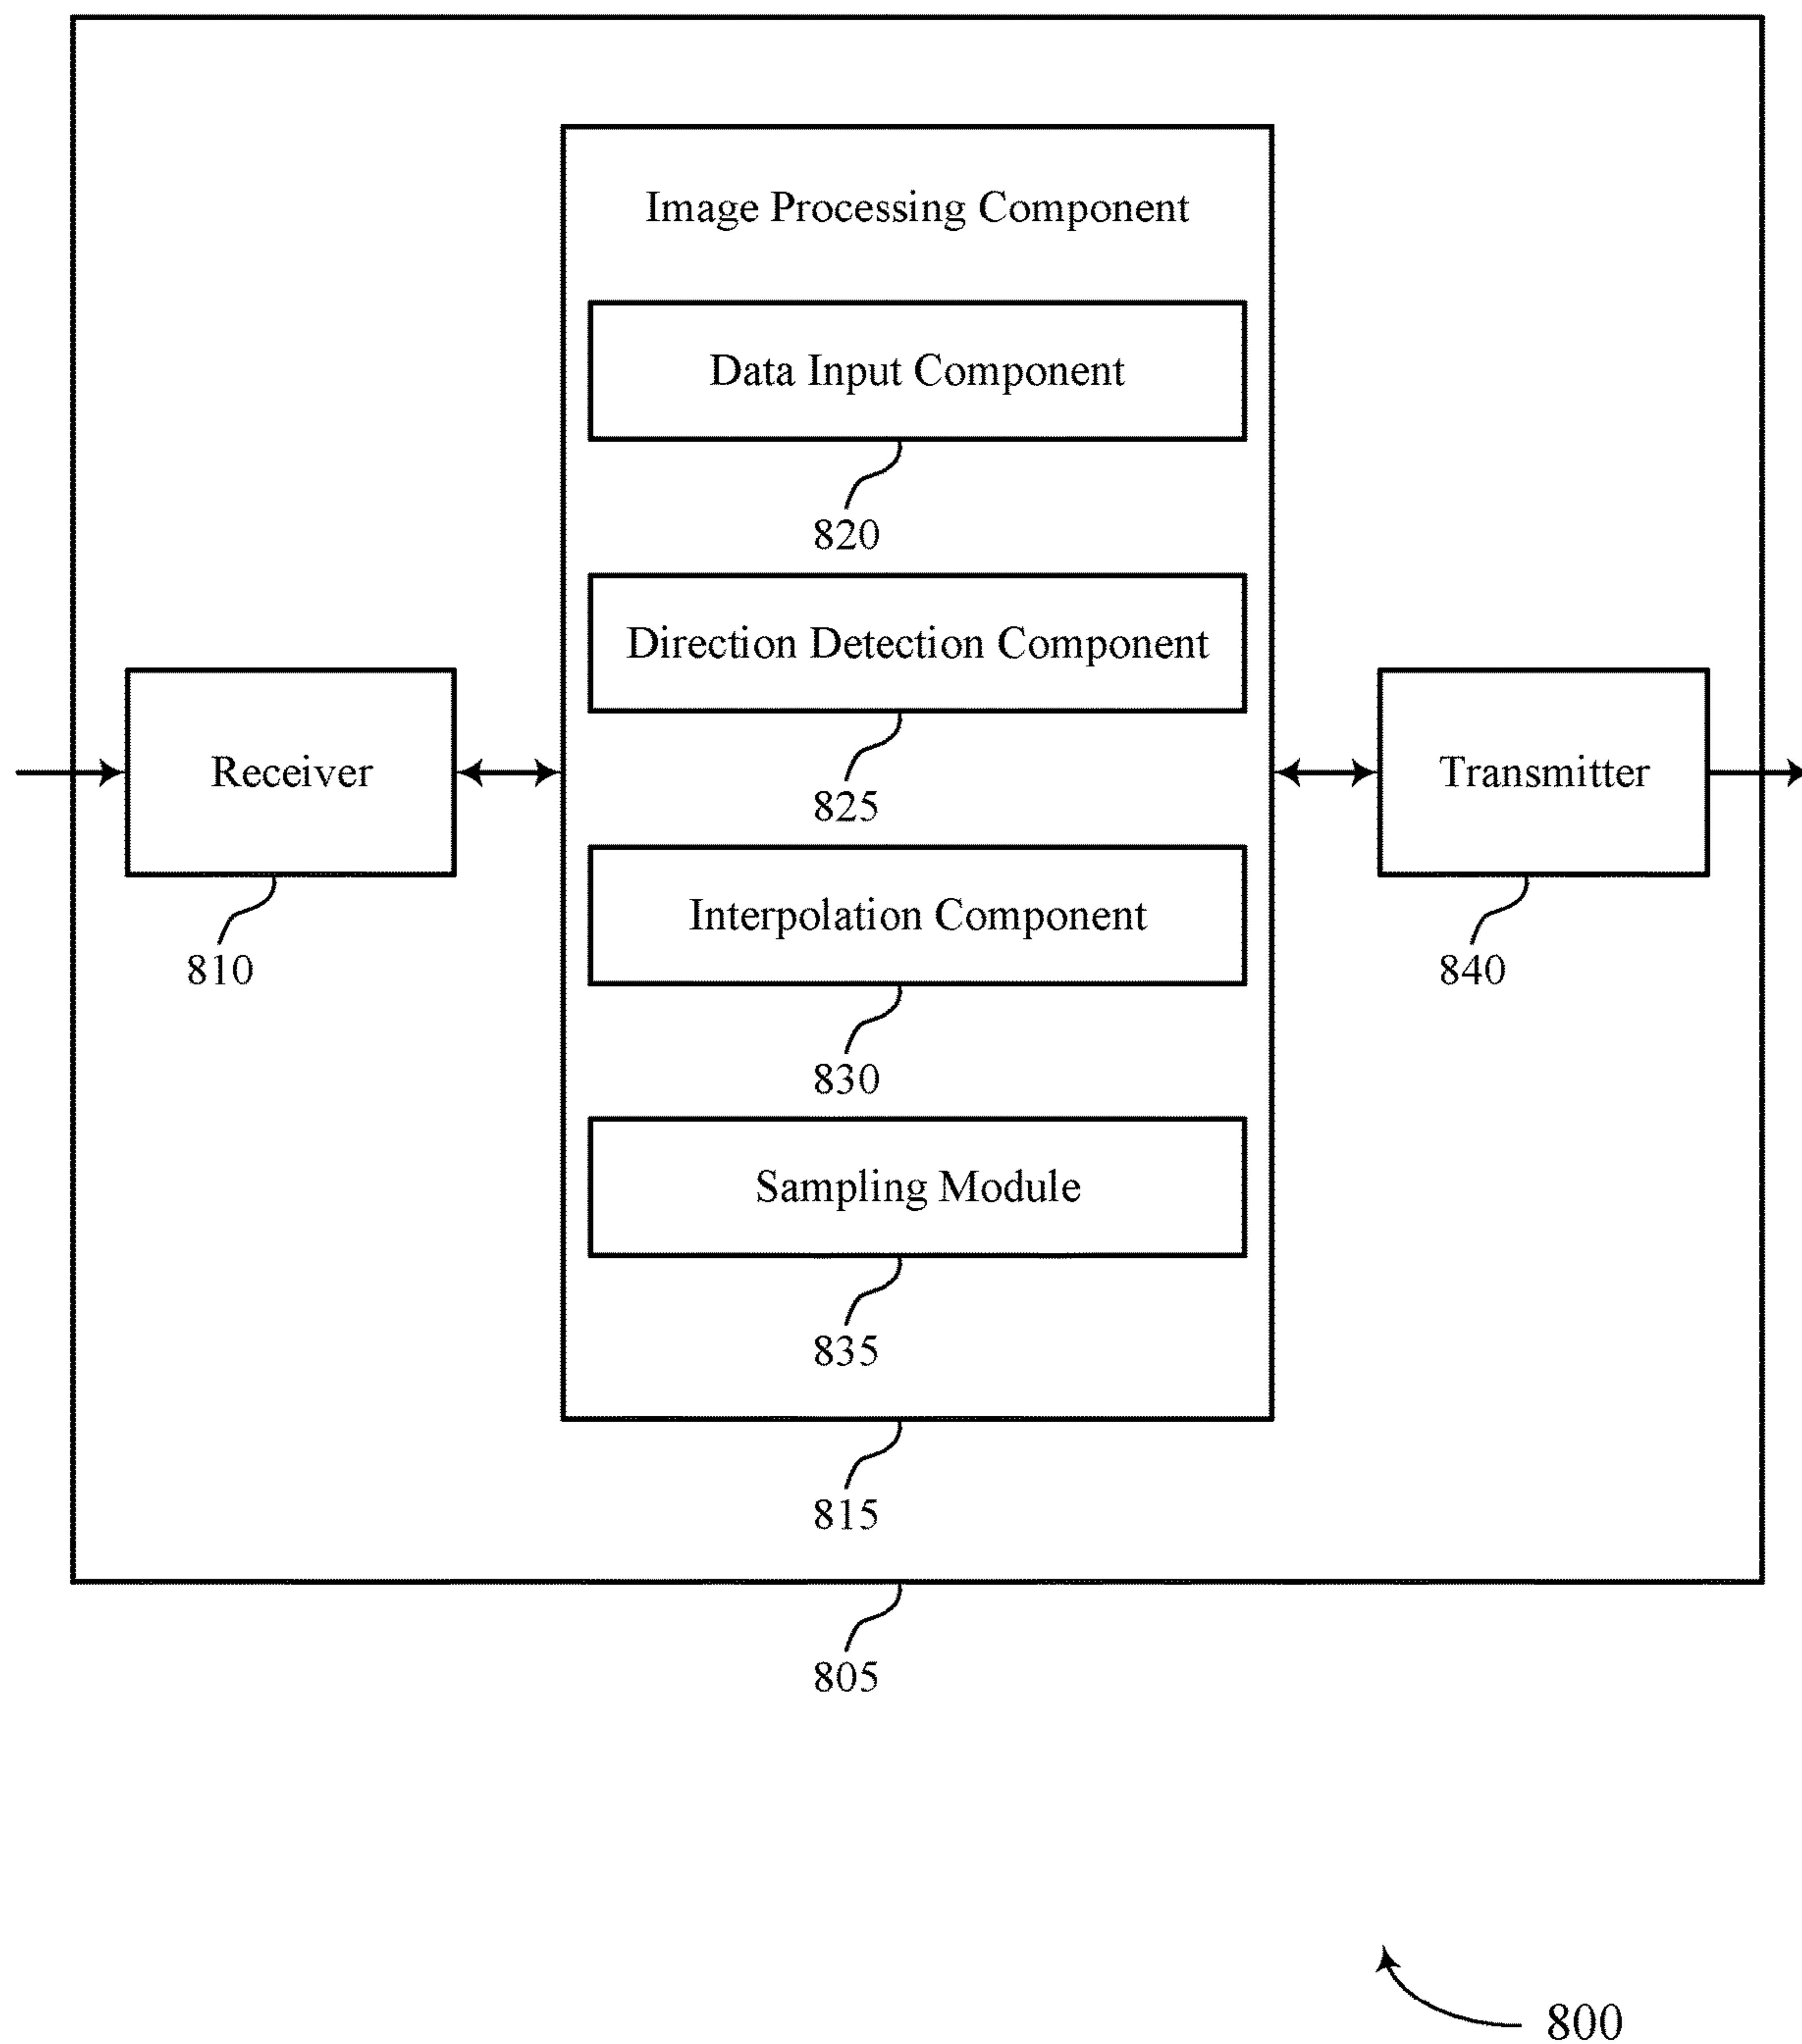 Image Processing Component
Data Input Component
820
Direction Detection Component
825
Receiver
810
Transmitter
840
Interpolation Component
830
Sampling Module
835
815
805
800